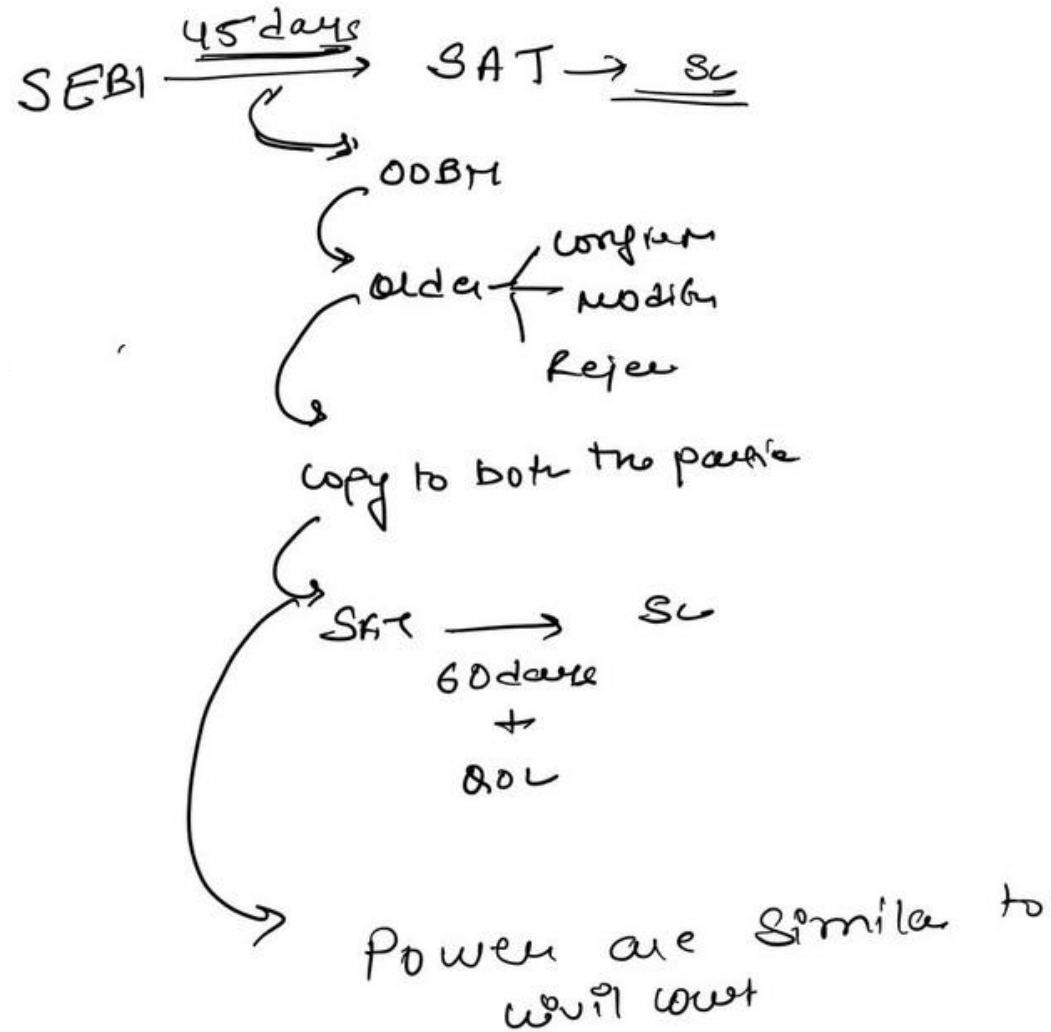 45 days
SEBI → SAT → SC
OOBH
Order
Confirm
Modify
Reject
Copy to both the parties
SAT → SC
60 days
+
QOL
Power are similar to
civil court